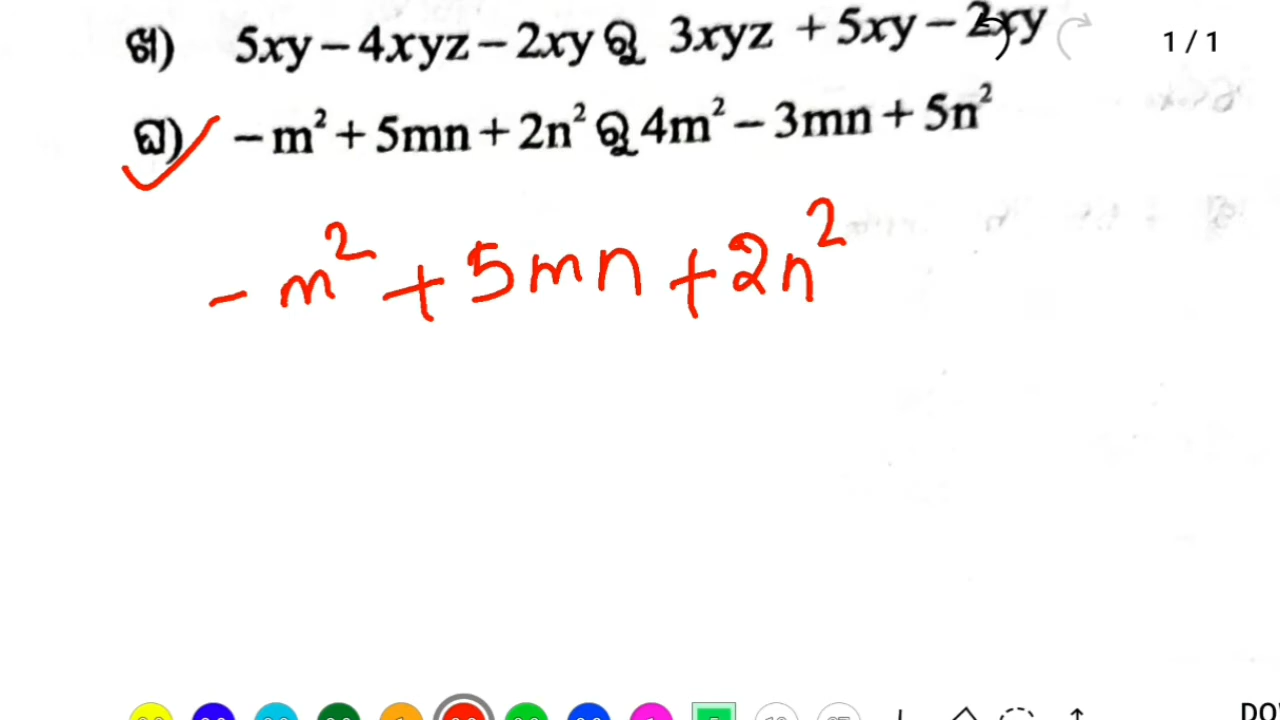 ଖ) 5xy – 4xyz – 2xy ରୁ 3xyz + 5xy – 2xy
1 / 1
ଘ) – m² + 5mn + 2n² ରୁ 4m² – 3mn + 5n²
– m² + 5mn + 2n²